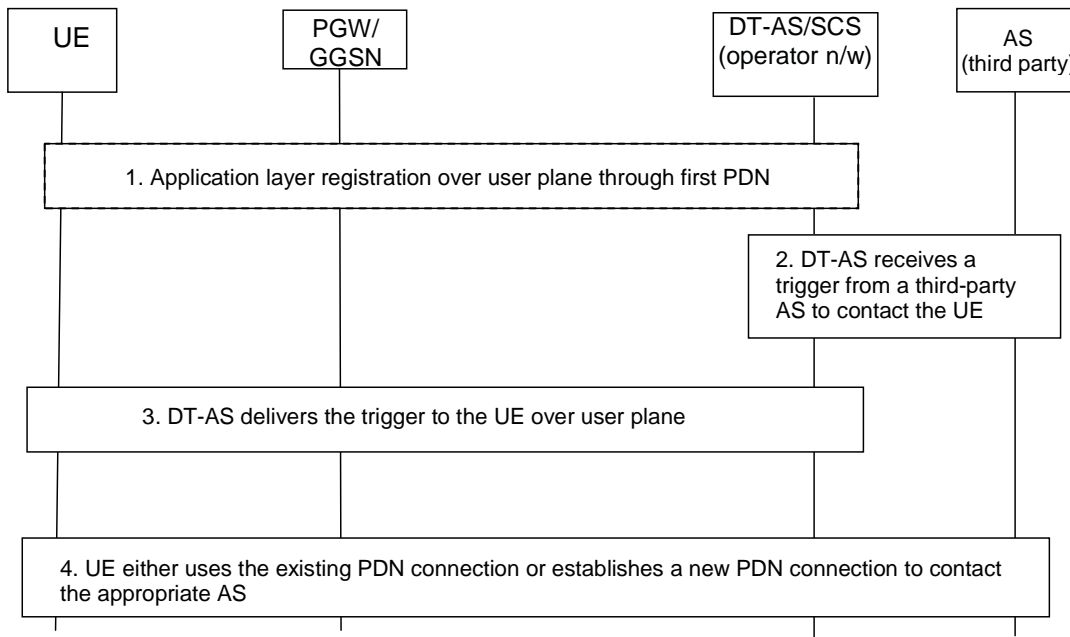 UE
PGW/
GGSN
DT-AS/SCS
(operator n/w)
AS
(third party)
1. Application layer registration over user plane through first PDN
2. DT-AS receives a
trigger from a third-party
AS to contact the UE
3. DT-AS delivers the trigger to the UE over user plane
4. UE either uses the existing PDN connection or establishes a new PDN connection to contact
the appropriate AS